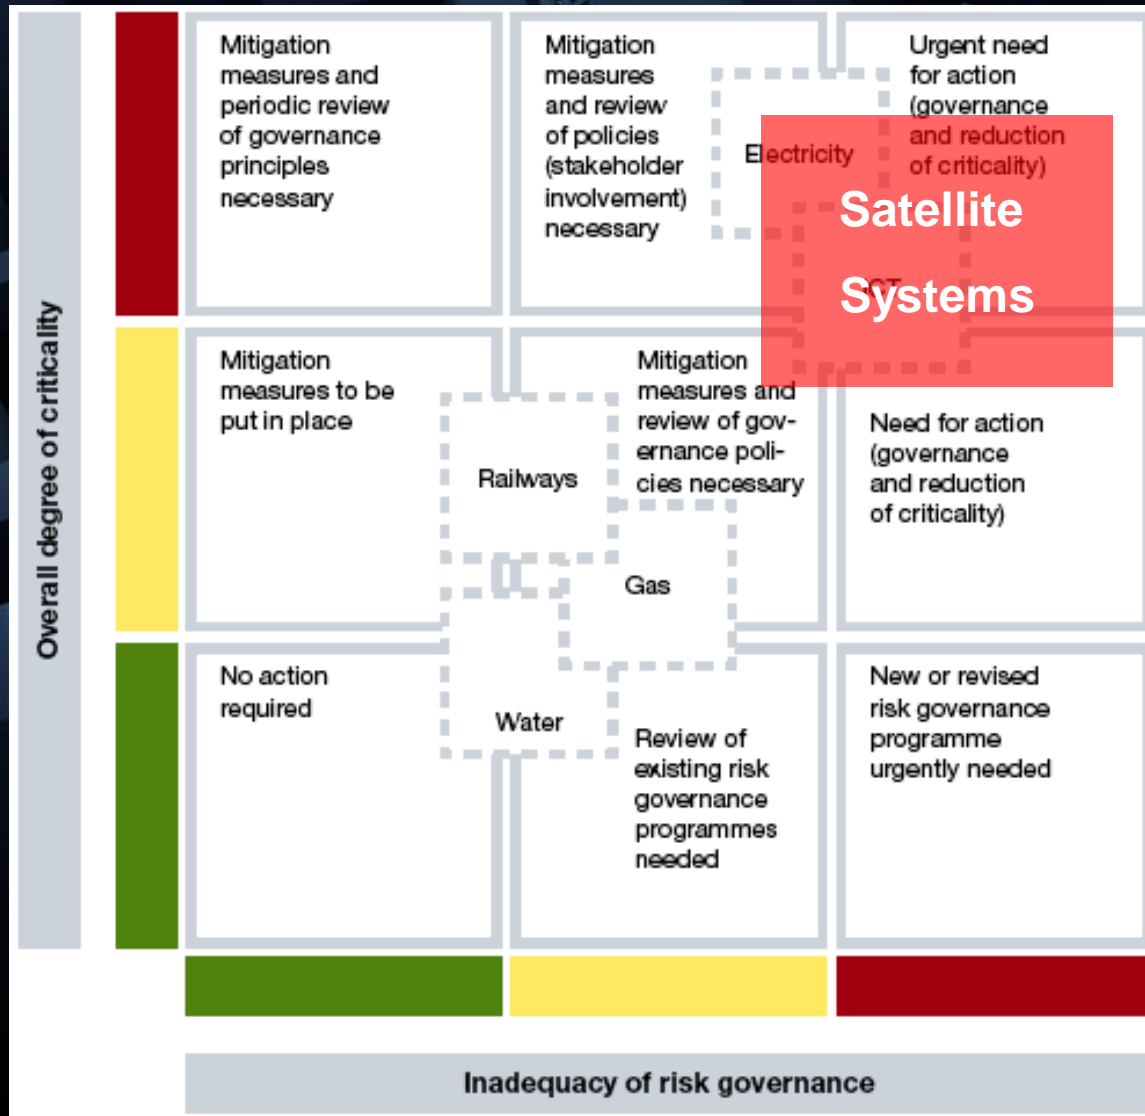 Overall degree of criticality
Mitigation
measures and
periodic review
of governance
principles
necessary
Mitigation
measures
and review
of policies
(stakeholder
involvement)
necessary
Urgent need
for action
(governance
and reduction
of criticality)
Electricity
ICT
Satellite
Systems
Mitigation
measures to be
put in place
Mitigation
measures and
review of gov-
ernance poli-
cies necessary
Need for action
(governance
and reduction
of criticality)
Railways
Gas
No action
required
Water
Review of
existing risk
governance
programmes
needed
New or revised
risk governance
programme
urgently needed
Inadequacy of risk governance